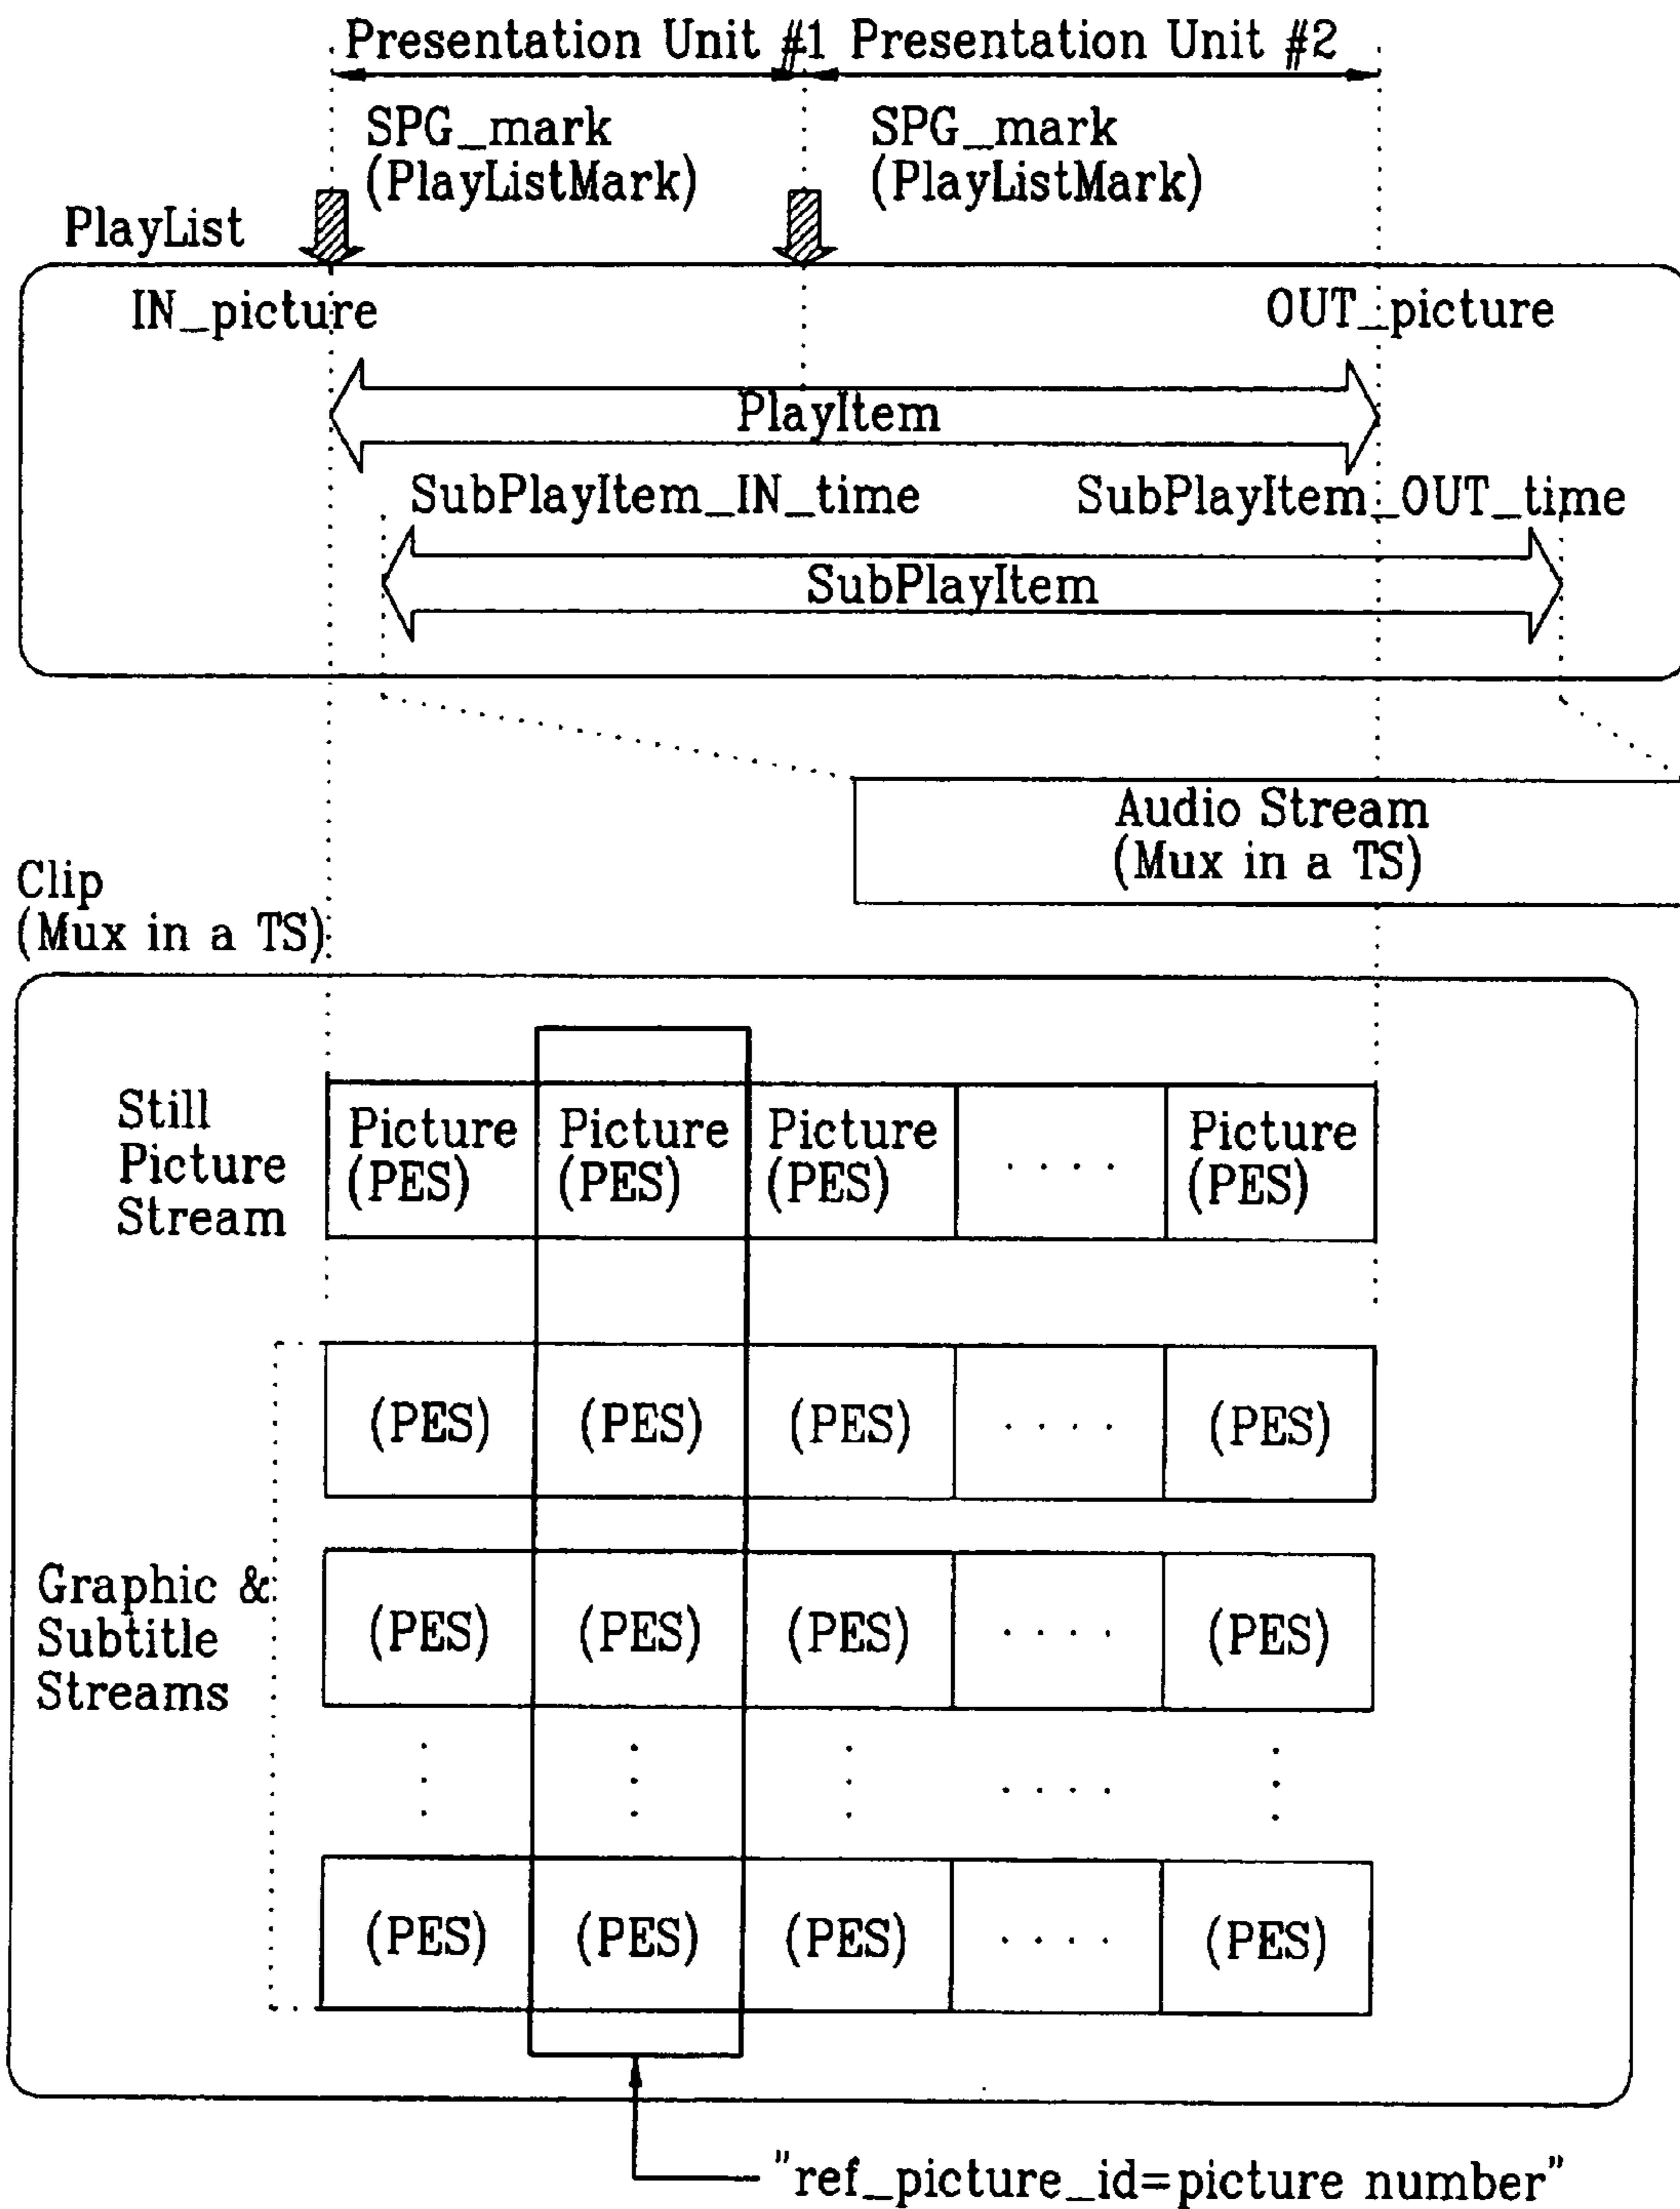 Presentation Unit #1 Presentation Unit #2
SPG_mark
(PlayListMark)
SPG_mark
(PlayListMark)
PlayList
IN_picture
OUT_picture
PlayItem
SubPlayItem_IN_time
SubPlayItem_OUT_time
SubPlayItem
Audio Stream
(Mux in a TS)
Clip
(Mux in a TS)
Still
Picture
Stream
Picture
(PES)
Picture
(PES)
Picture
(PES)
. . . .
Picture
(PES)
(PES)
(PES)
(PES)
. . . .
(PES)
Graphic &
Subtitle
Streams
(PES)
(PES)
(PES)
. . . .
(PES)
. . . .
(PES)
(PES)
(PES)
. . . .
(PES)
"ref_picture_id=picture number"